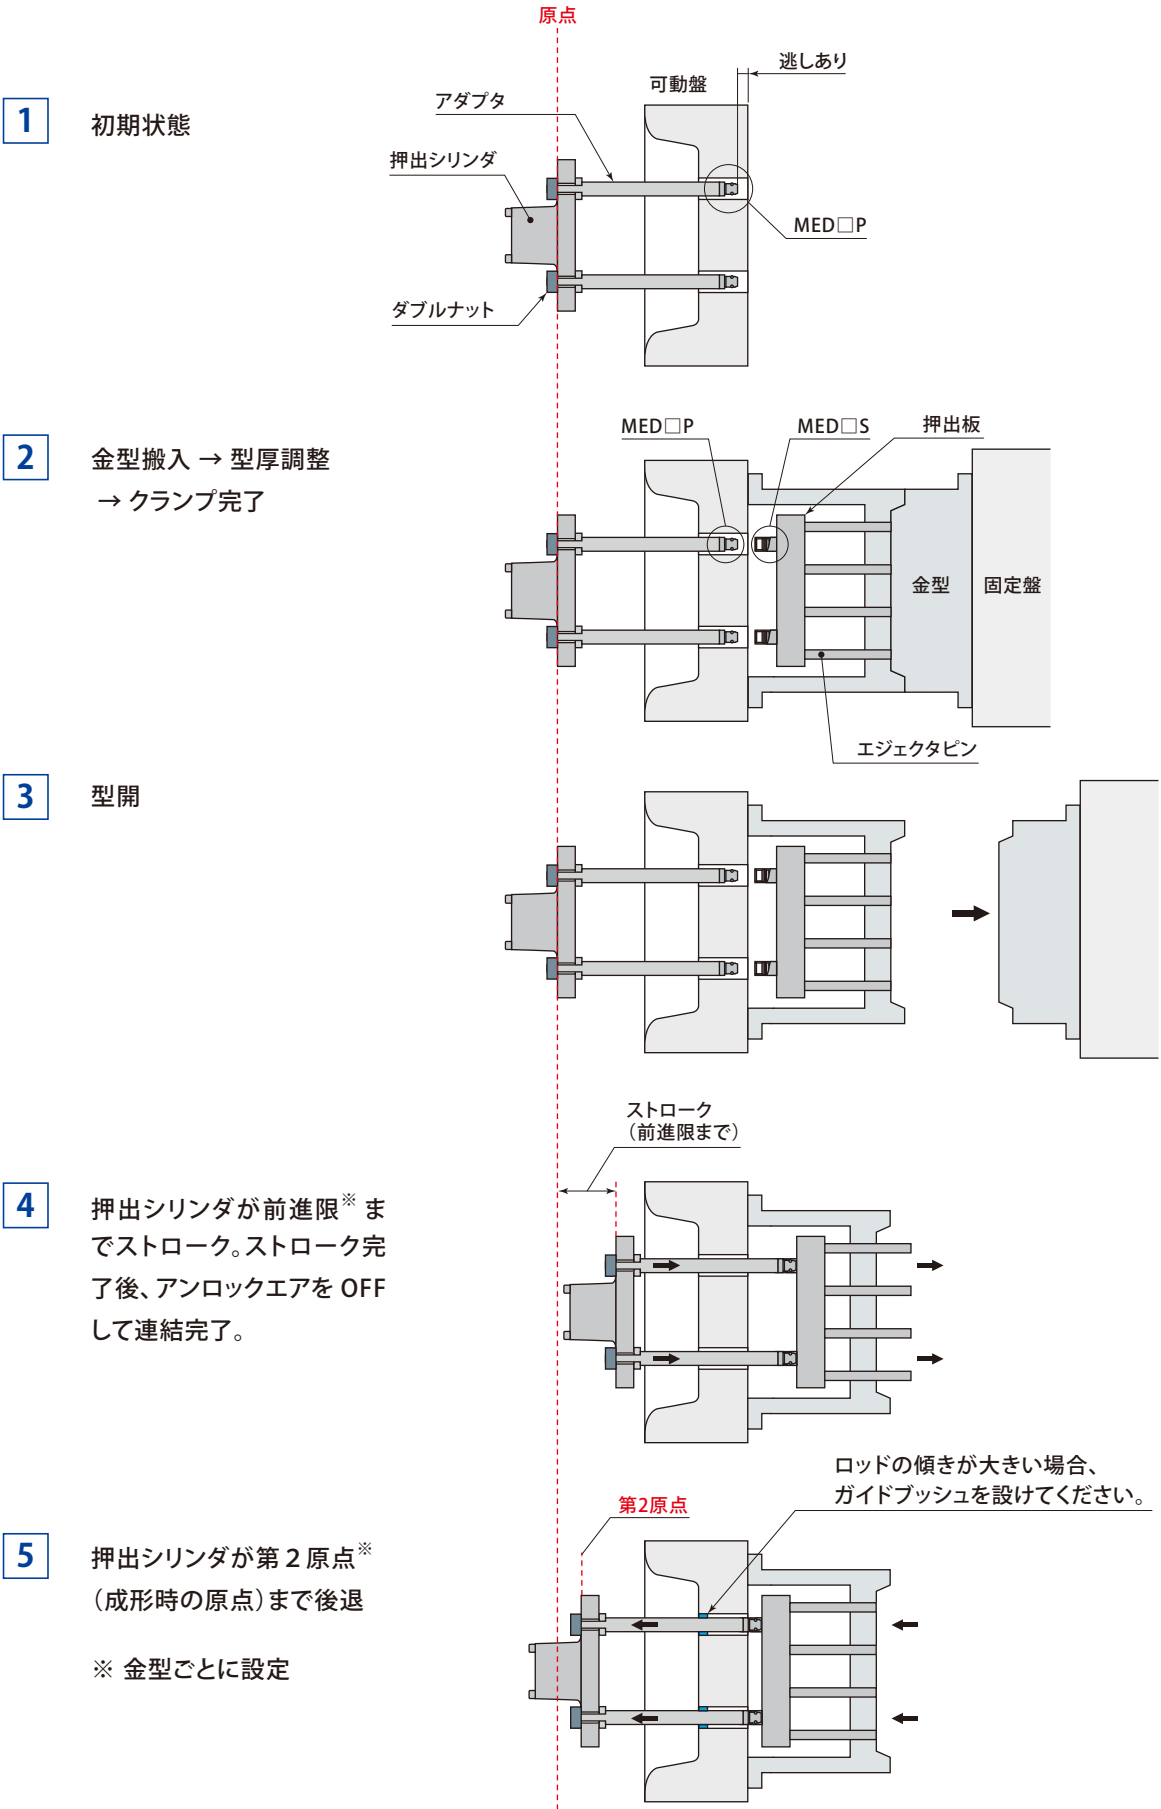 原点
1
初期状態
アダプタ
押出シリンダ
ダブルナット
可動盤
逃しあり
MED□P
2
金型搬入 → 型厚調整
→ クランプ完了
MED□P
MED□S
押出板
金型
固定盤
エジェクタピン
3
型開
ストローク
（前進限まで）
4
押出シリンダが前進限※ ま
でストローク。ストローク完
了後、アンロックエアを OFF
して連結完了。
ロッドの傾きが大きい場合、
ガイドブッシュを設けてください。
第2原点
5
押出シリンダが第 2 原点※
（成形時の原点）まで後退
※ 金型ごとに設定